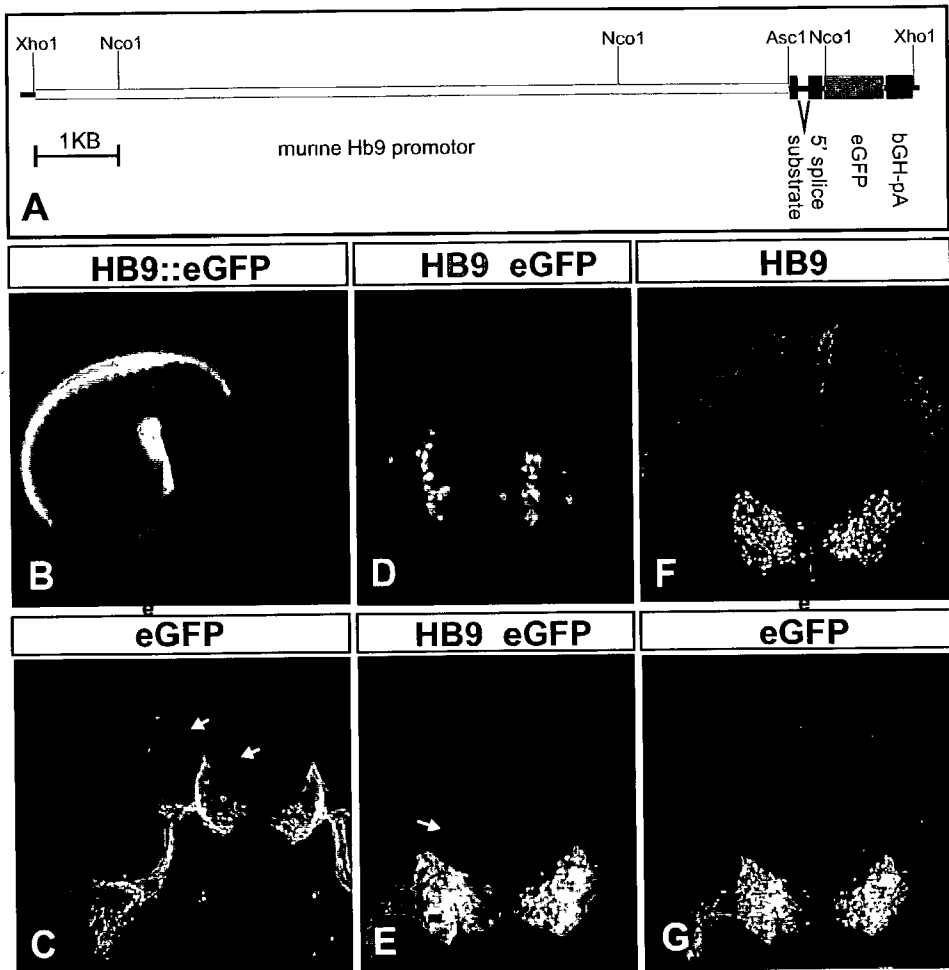 Xho1 Nco1 Nco1 Asc1 Nco1 Xho1
1KB
murine Hb9 promotor
substrate
5' splice
eGFP
bGH-pA
A
HB9::eGFP
HB9 eGFP
HB9
B
D
F
e
e
eGFP
HB9 eGFP
eGFP
C
E
G